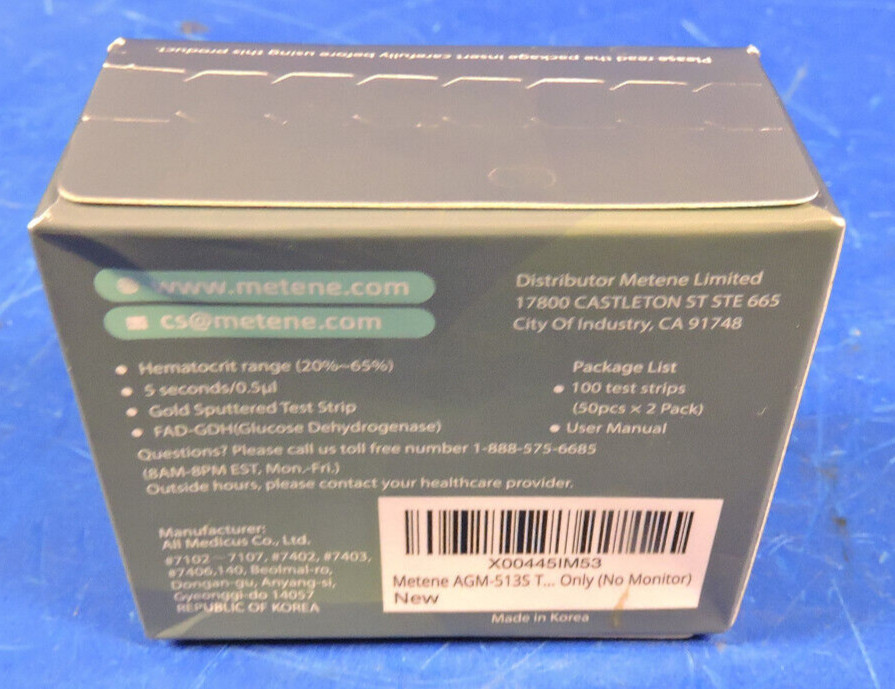 Please read the package insert carefully before using this product.
www.metene.com
cs@metene.com
Distributor Metene Limited
17800 CASTLETON ST STE 665
City Of Industry, CA 91748
Hematocrit range (20%~65%)
5 seconds/0.5μl
Gold Sputtered Test Strip
FAD-GDH(Glucose Dehydrogenase)
Package List
100 test strips
(50pcs × 2 Pack)
User Manual
Questions? Please call us toll free number 1-888-575-6685
(8AM-8PM EST, Mon.-Fri.)
Outside hours, please contact your healthcare provider.
Manufacturer:
All Medicus Co., Ltd.
#7102 ~ 7107, #7402, #7403,
#7406,140, Beolmal-ro,
Dongan-gu, Anyang-si,
Gyeonggi-do 14057
REPUBLIC OF KOREA
X00445IM53
Metene AGM-513S T... Only (No Monitor)
New
Made in Korea